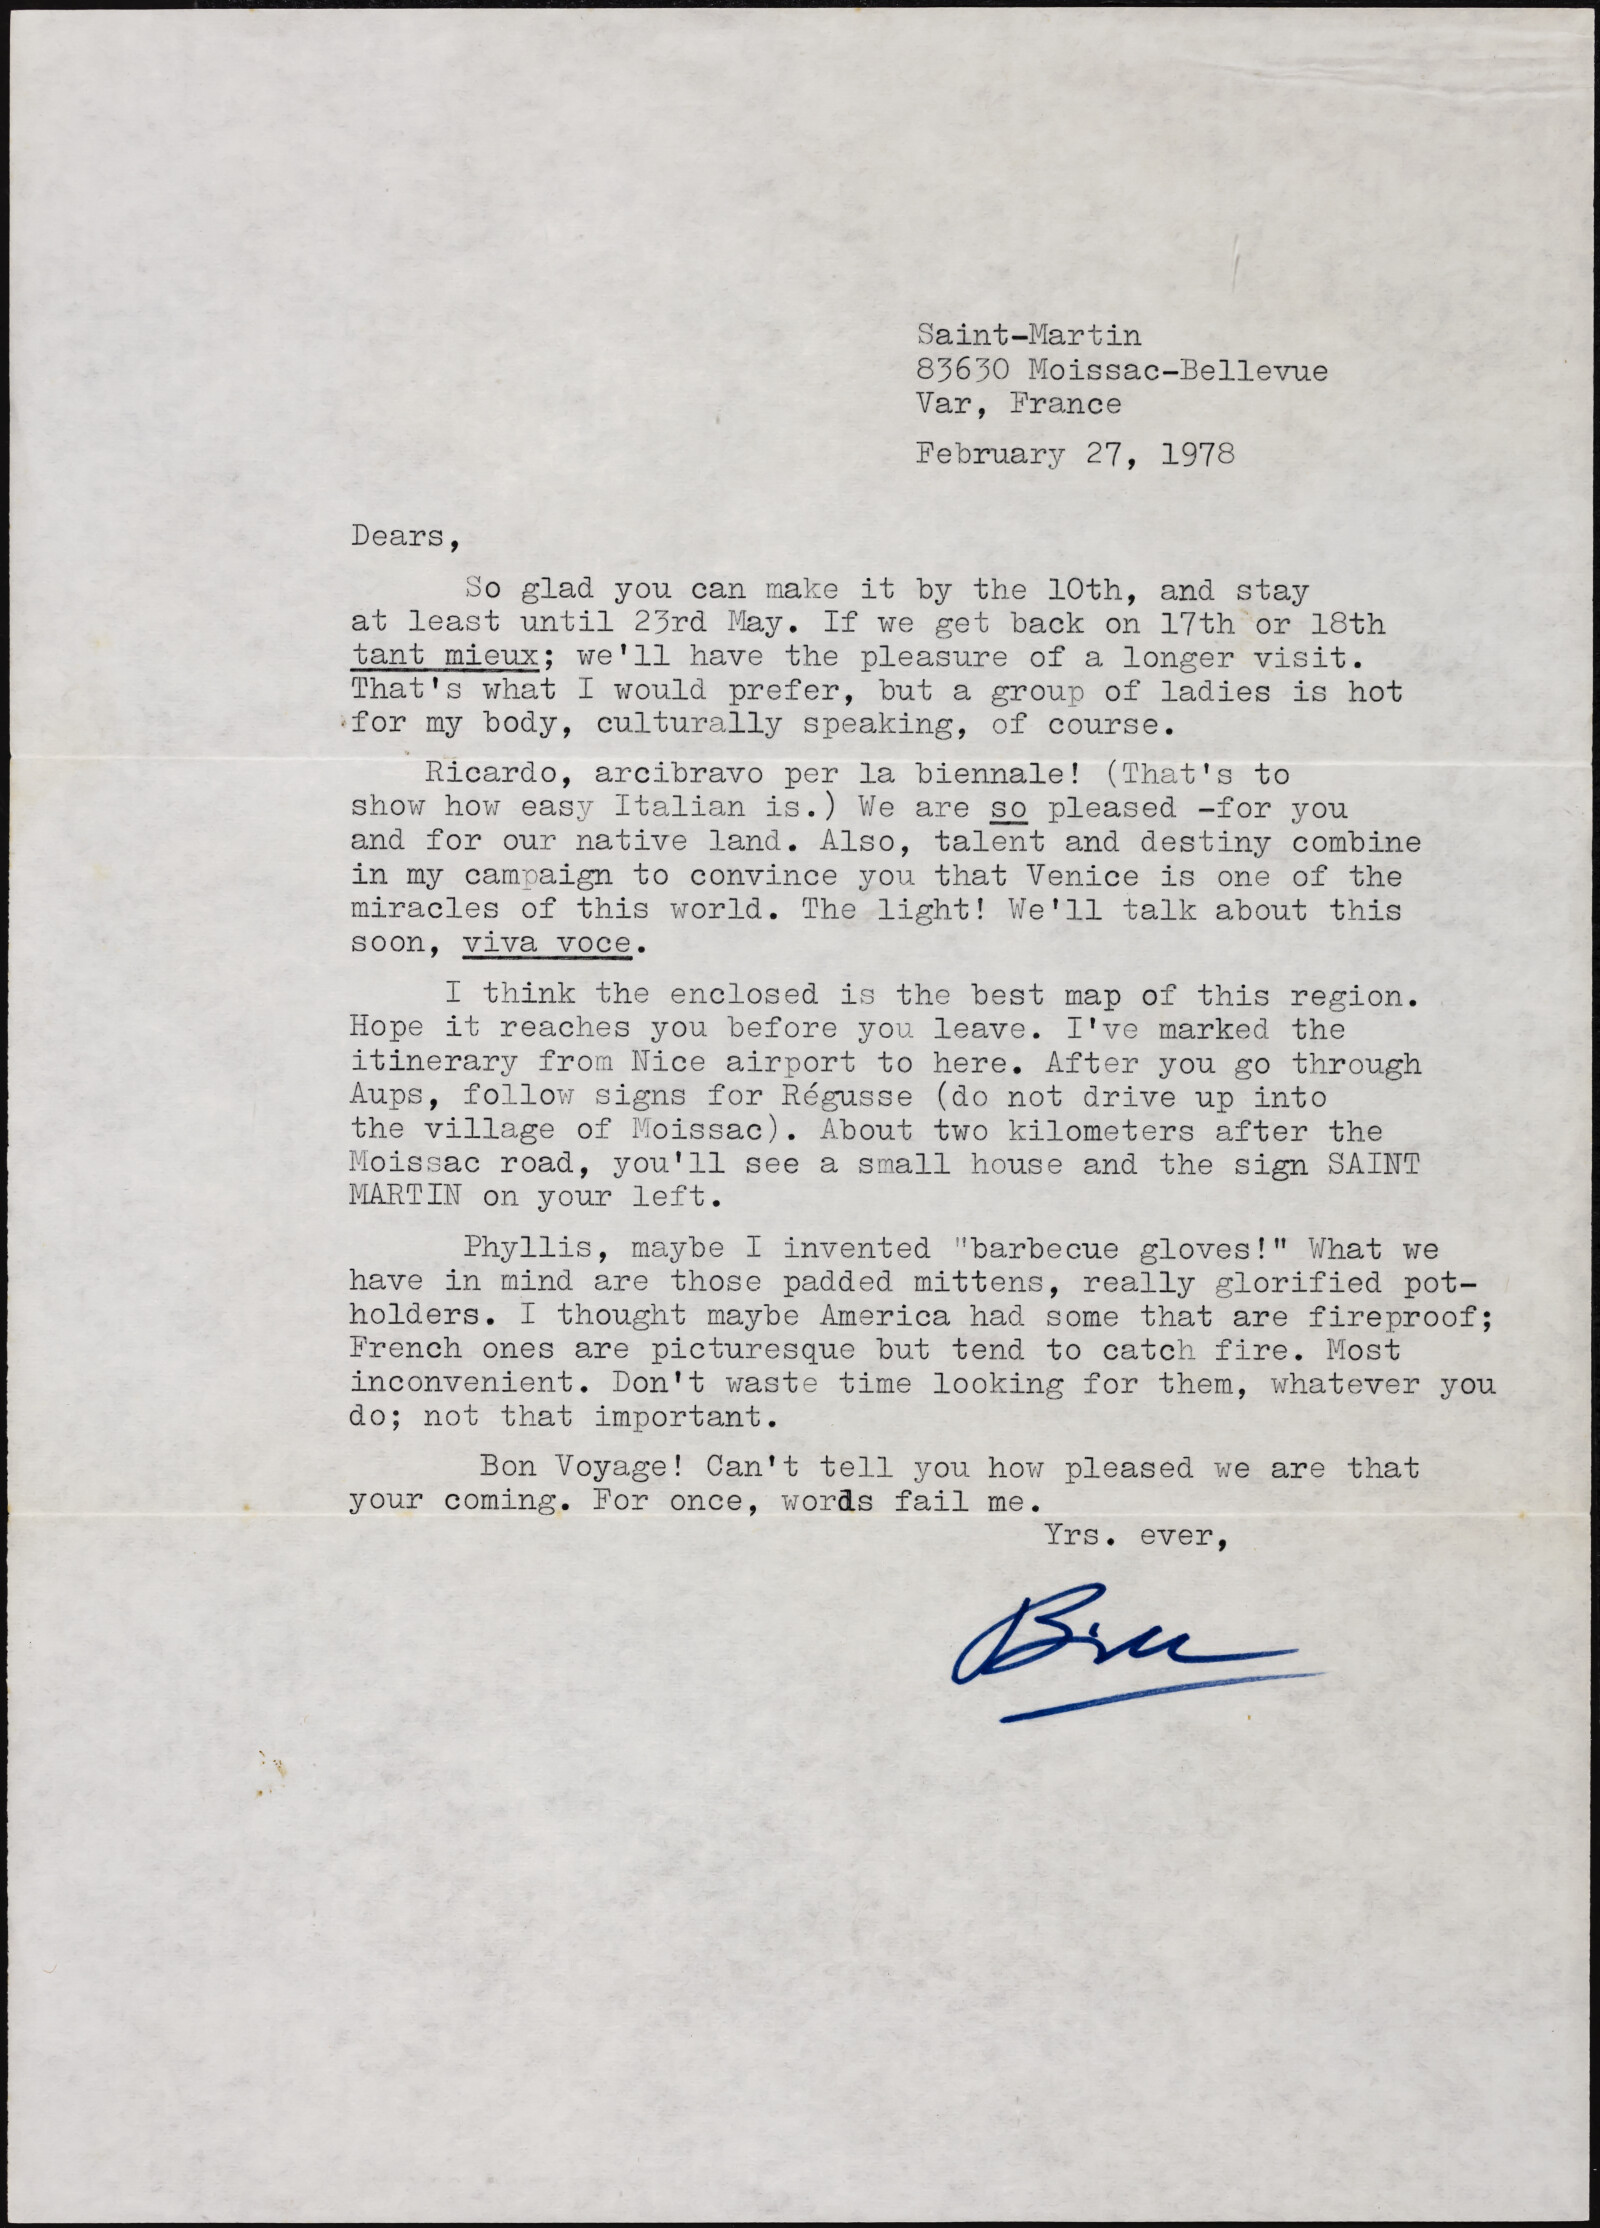 Saint-Martin
83630 Moissac-Bellevue
Var, France
February 27, 1978
Dears,
So glad you can make it by the 10th, and stay
at least until 23rd May. If we get back on 17th or 18th
tant mieux; we'll have the pleasure of a longer visit.
That's what I would prefer, but a group of ladies is hot
for my body, culturally speaking, of course.
Ricardo, arcibravo per la biennale! (That's to
show how easy Italian is.) We are so pleased -for you
and for our native land. Also, talent and destiny combine
in my campaign to convince you that Venice is one of the
miracles of this world. The light! We'll talk about this
soon, viva voce.
I think the enclosed is the best map of this region.
Hope it reaches you before you leave. I've marked the
itinerary from Nice airport to here. After you go through
Aups, follow signs for Régusse (do not drive up into
the village of Moissac). About two kilometers after the
Moissac road, you'll see a small house and the sign SAINT
MARTIN on your left.
Phyllis, maybe I invented "barbecue gloves!" What we
have in mind are those padded mittens, really glorified pot-
holders. I thought maybe America had some that are fireproof;
French ones are picturesque but tend to catch fire. Most
inconvenient. Don't waste time looking for them, whatever you
do; not that important.
Bon Voyage! Can't tell you how pleased we are that
your coming. For once, words fail me.
Yrs. ever,
Bill